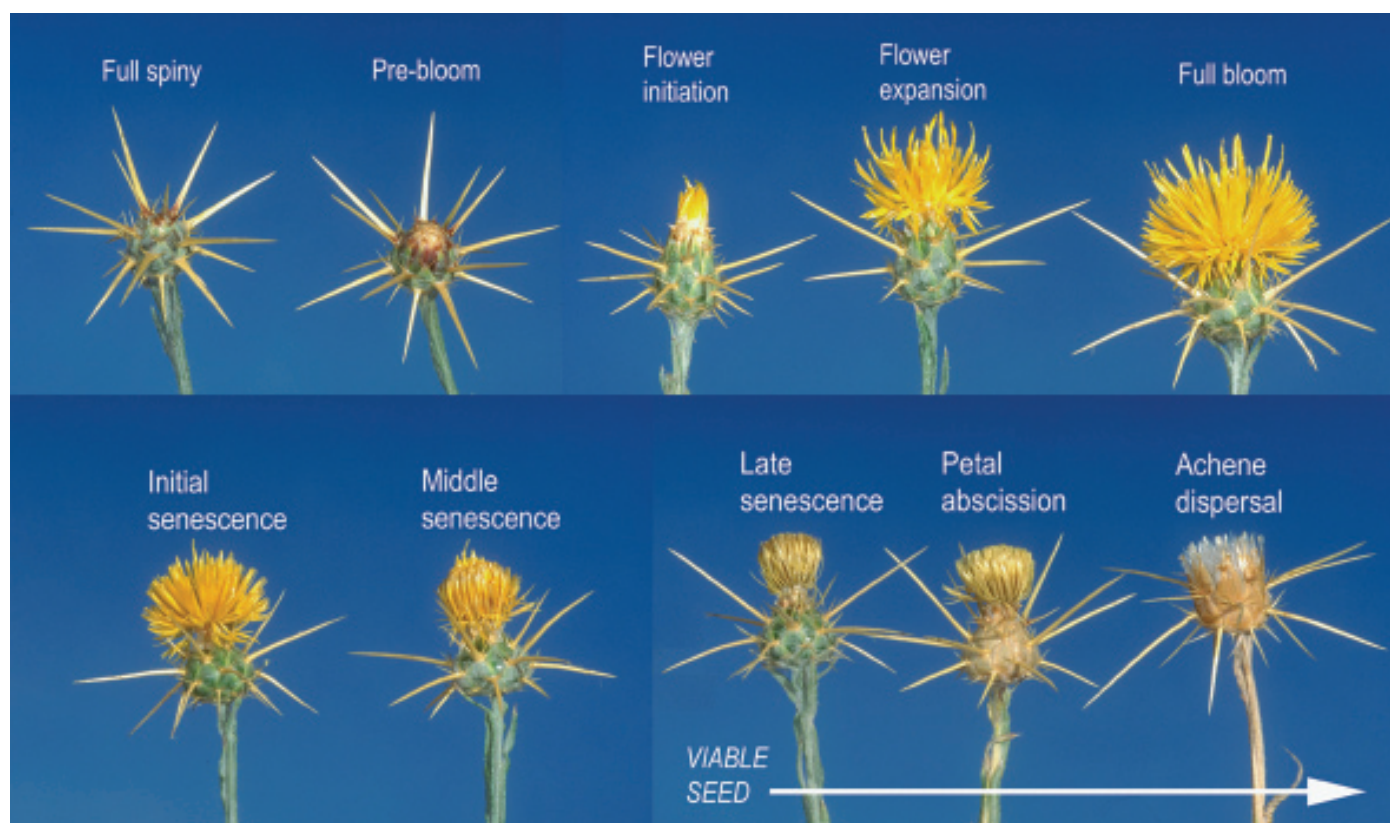 Full spiny
Pre-bloom
Flower
initiation
Flower
expansion
Full bloom
Initial
senescence
Middle
senescence
Late
senescence
Petal
abscission
Achene
dispersal
VIABLE
SEED